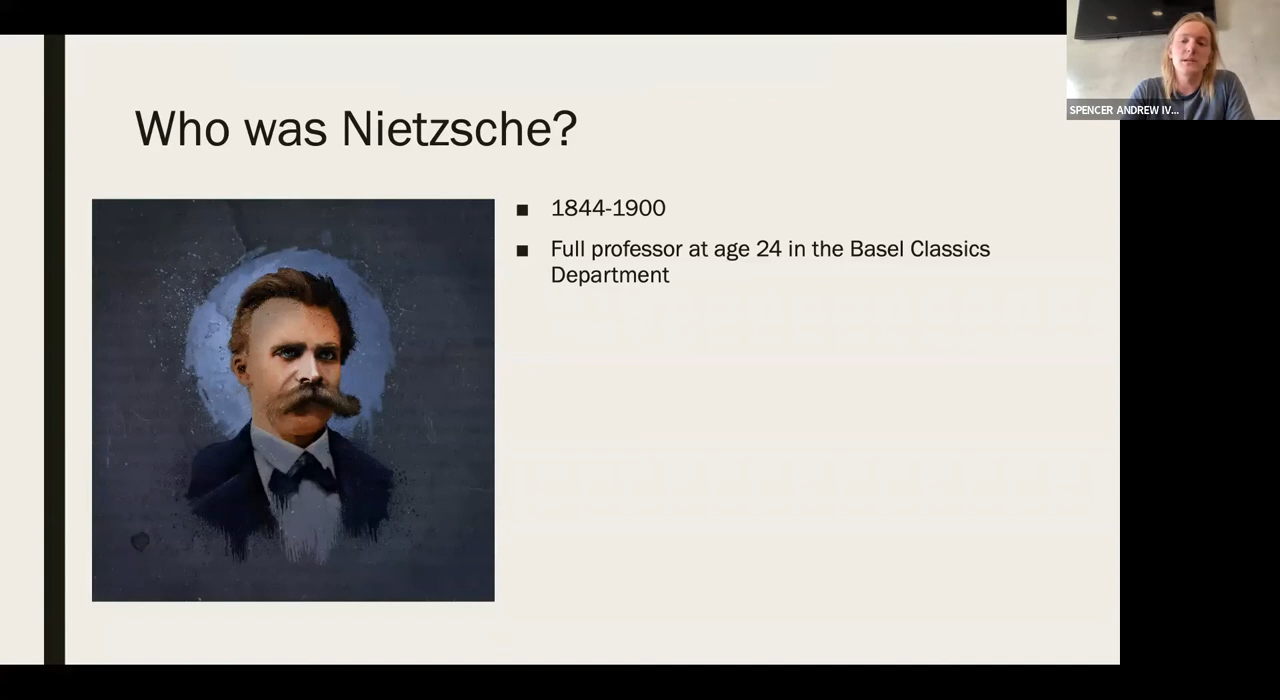 Who was Nietzsche?
■ 1844-1900
■ Full professor at age 24 in the Basel Classics
Department
SPENCER ANDREW IV...